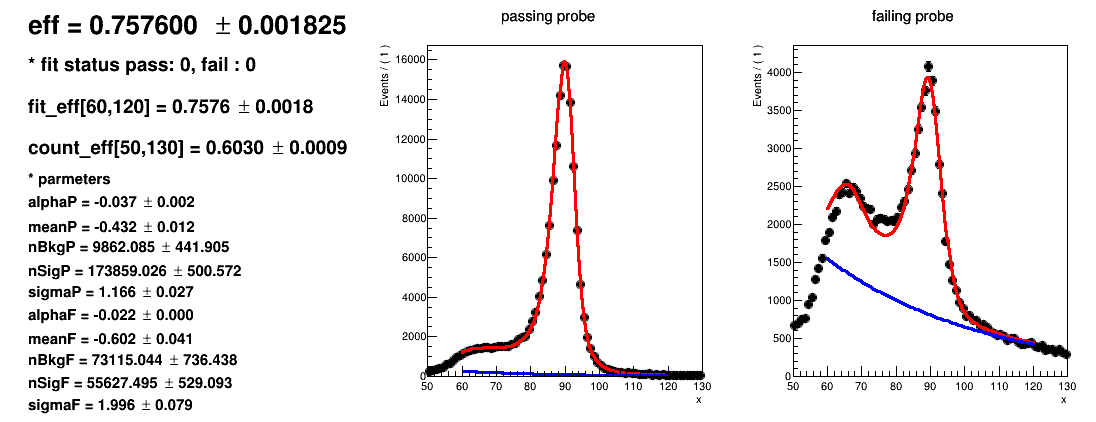 eff = 0.757600 ± 0.001825
* fit status pass: 0, fail : 0
fit_eff[60,120] = 0.7576 ± 0.0018
count_eff[50,130] = 0.6030 ± 0.0009
* parmeters
alphaP = -0.037 ± 0.002
meanP = -0.432 ± 0.012
nBkgP = 9862.085 ± 441.905
nSigP = 173859.026 ± 500.572
sigmaP = 1.166 ± 0.027
alphaF = -0.022 ± 0.000
meanF = -0.602 ± 0.041
nBkgF = 73115.044 ± 736.438
nSigF = 55627.495 ± 529.093
sigmaF = 1.996 ± 0.079
passing probe
Events / ( 1 )
16000
14000
12000
10000
8000
6000
4000
2000
0
50 60 70 80 90 100 110 120 130
x
failing probe
Events / ( 1 )
4000
3500
3000
2500
2000
1500
1000
500
0
50 60 70 80 90 100 110 120 130
x